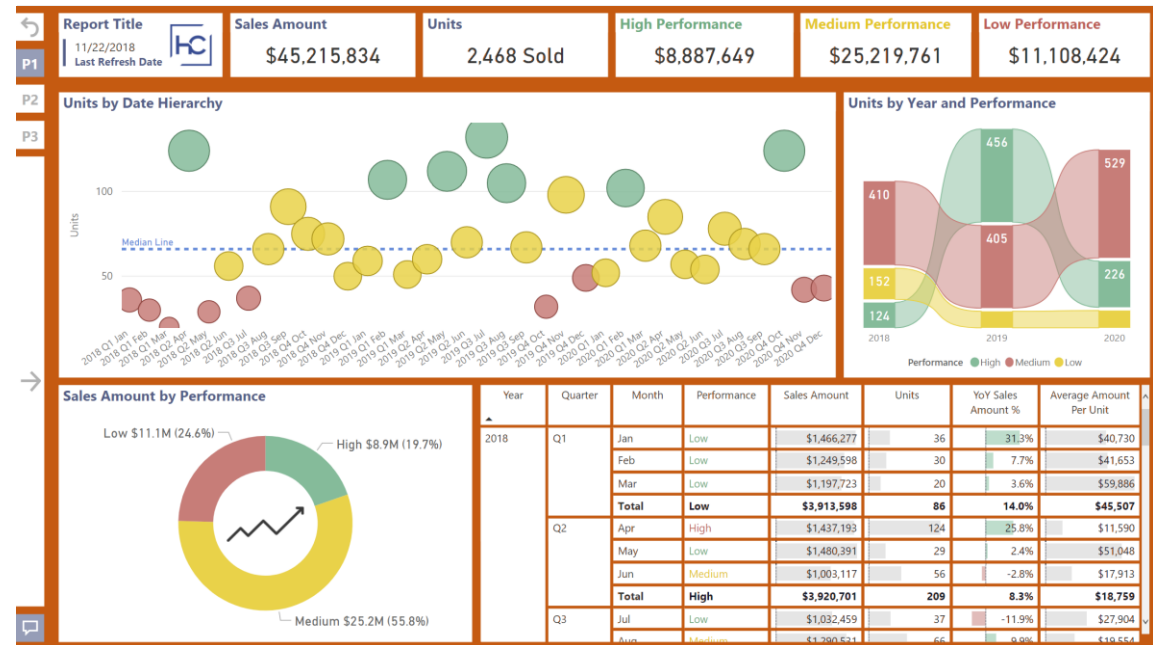 Report Title
11/22/2018
Last Refresh Date
hC
Sales Amount
$45,215,834
Units
2,468 Sold
High Performance
$8,887,649
Medium Performance
$25,219,761
Low Performance
$11,108,424
P1
P2
P3
Units by Date Hierarchy
Units
100
50
Median Line
2018 Q1 Jan
2018 Q1 Feb
2018 Q1 Mar
2018 Q2 Apr
2018 Q2 May
2018 Q2 Jun
2018 Q3 Jul
2018 Q3 Aug
2018 Q3 Sep
2018 Q4 Oct
2018 Q4 Nov
2018 Q4 Dec
2019 Q1 Jan
2019 Q1 Feb
2019 Q1 Mar
2019 Q2 Apr
2019 Q2 May
2019 Q2 Jun
2019 Q3 Jul
2019 Q3 Aug
2019 Q3 Sep
2019 Q4 Oct
2019 Q4 Nov
2019 Q4 Dec
2020 Q1 Jan
2020 Q1 Feb
2020 Q1 Mar
2020 Q2 Apr
2020 Q2 May
2020 Q2 Jun
2020 Q3 Jul
2020 Q3 Aug
2020 Q3 Sep
2020 Q4 Oct
2020 Q4 Nov
2020 Q4 Dec
Units by Year and Performance
410
152
124
456
405
529
226
2018 2019 2020
Performance High Medium Low
Sales Amount by Performance
Low $11.1M (24.6%)
High $8.9M (19.7%)
Medium $25.2M (55.8%)
Year Quarter Month Performance Sales Amount Units YoY Sales Amount % Average Amount Per Unit
2018 Q1 Jan Low $1,466,277 36 31.3% $40,730
Feb Low $1,249,598 30 7.7% $41,653
Mar Low $1,197,723 20 3.6% $59,886
Total Low $3,913,598 86 14.0% $45,507
Q2 Apr High $1,437,193 124 25.8% $11,590
May Low $1,480,391 29 2.4% $51,048
Jun Medium $1,003,117 56 -2.8% $17,913
Total High $3,920,701 209 8.3% $18,759
Q3 Jul Low $1,032,459 37 -11.9% $27,904
Aug Medium $1,290,531 66 9.9% $19,554